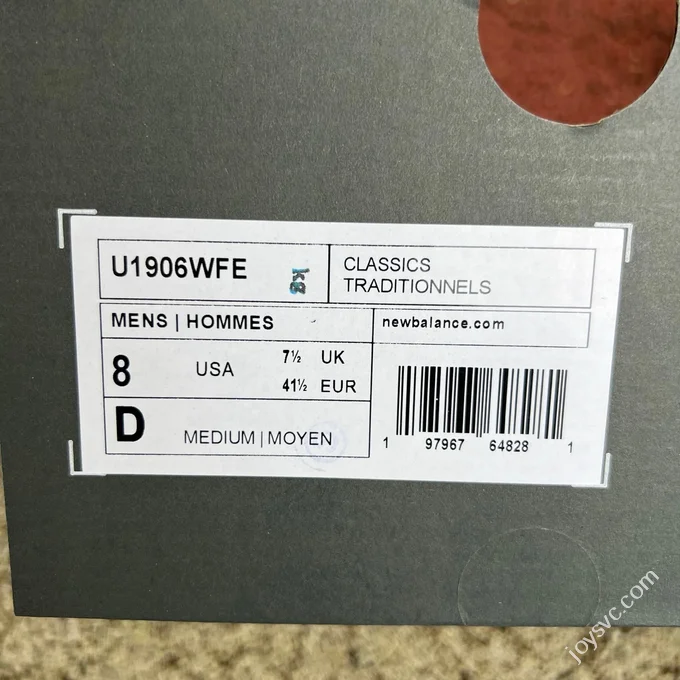 U1906WFE
kg
CLASSICS
TRADITIONNELS
MENS | HOMMES
newbalance.com
8 USA 7½ UK
41½ EUR
D MEDIUM | MOYEN
1 97967 64828 1
joysvc.com